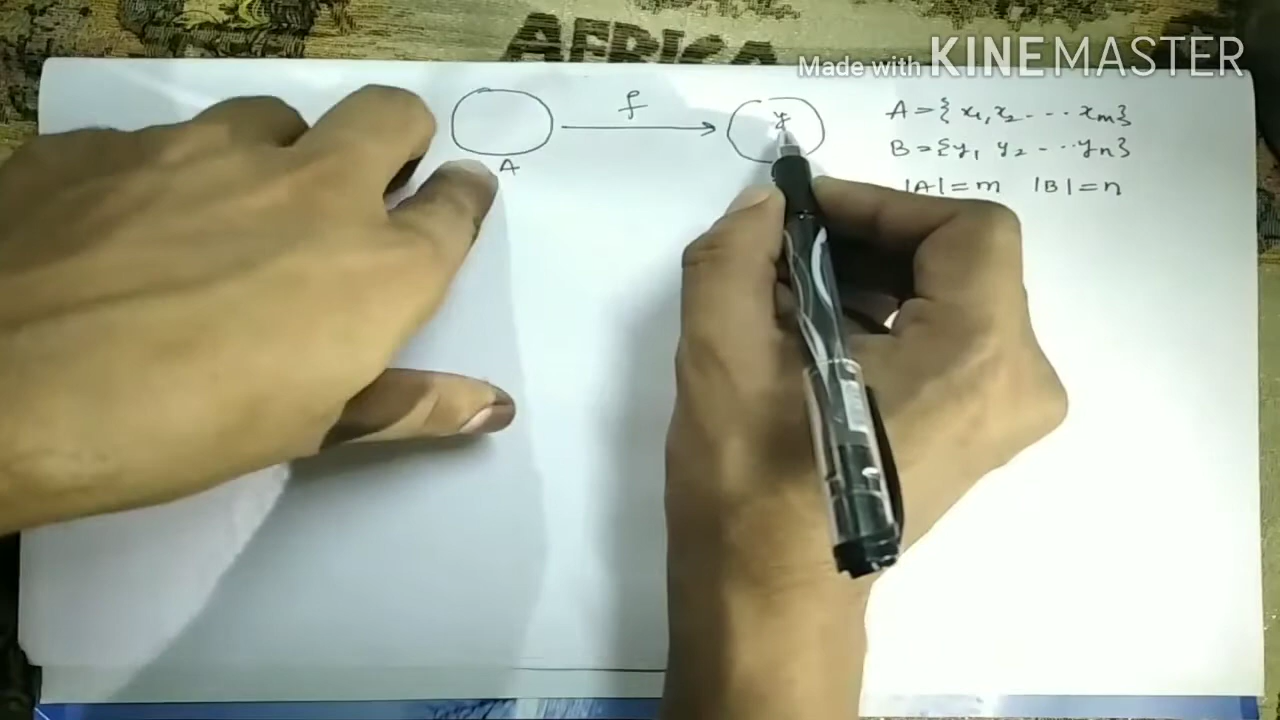 AFRICA
Made with KINEMASTER
f
A
A = {x1, x2 - - - xm}
B = {y1 y2 - - - yn}
|A| = m |B| = n